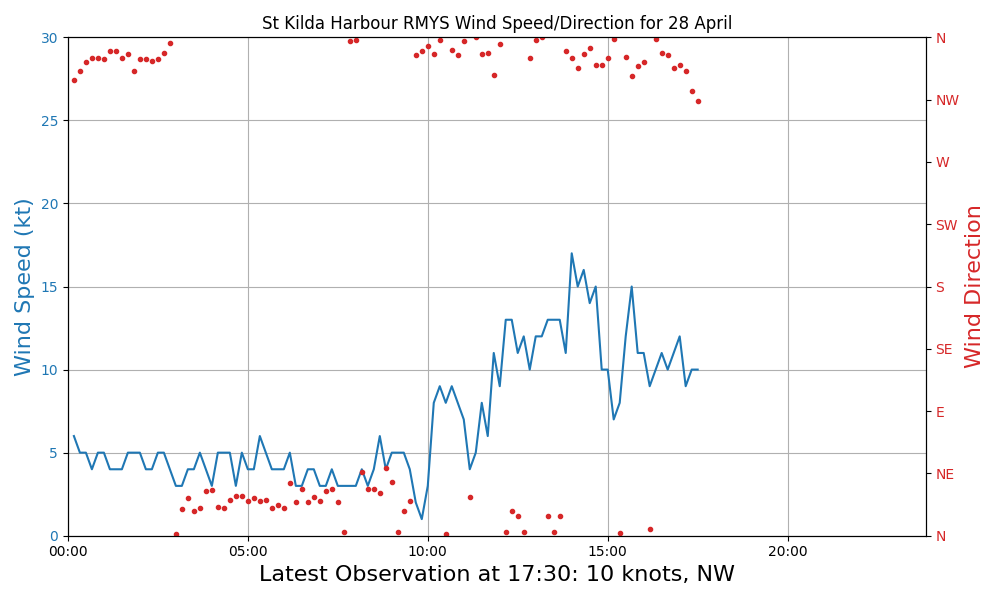 St Kilda Harbour RMYS Wind Speed/Direction for 28 April
30
25
20
15
10
5
0
Wind Speed (kt)
N
NW
W
SW
S
SE
E
NE
N
Wind Direction
00:00 05:00 10:00 15:00 20:00
Latest Observation at 17:30: 10 knots, NW